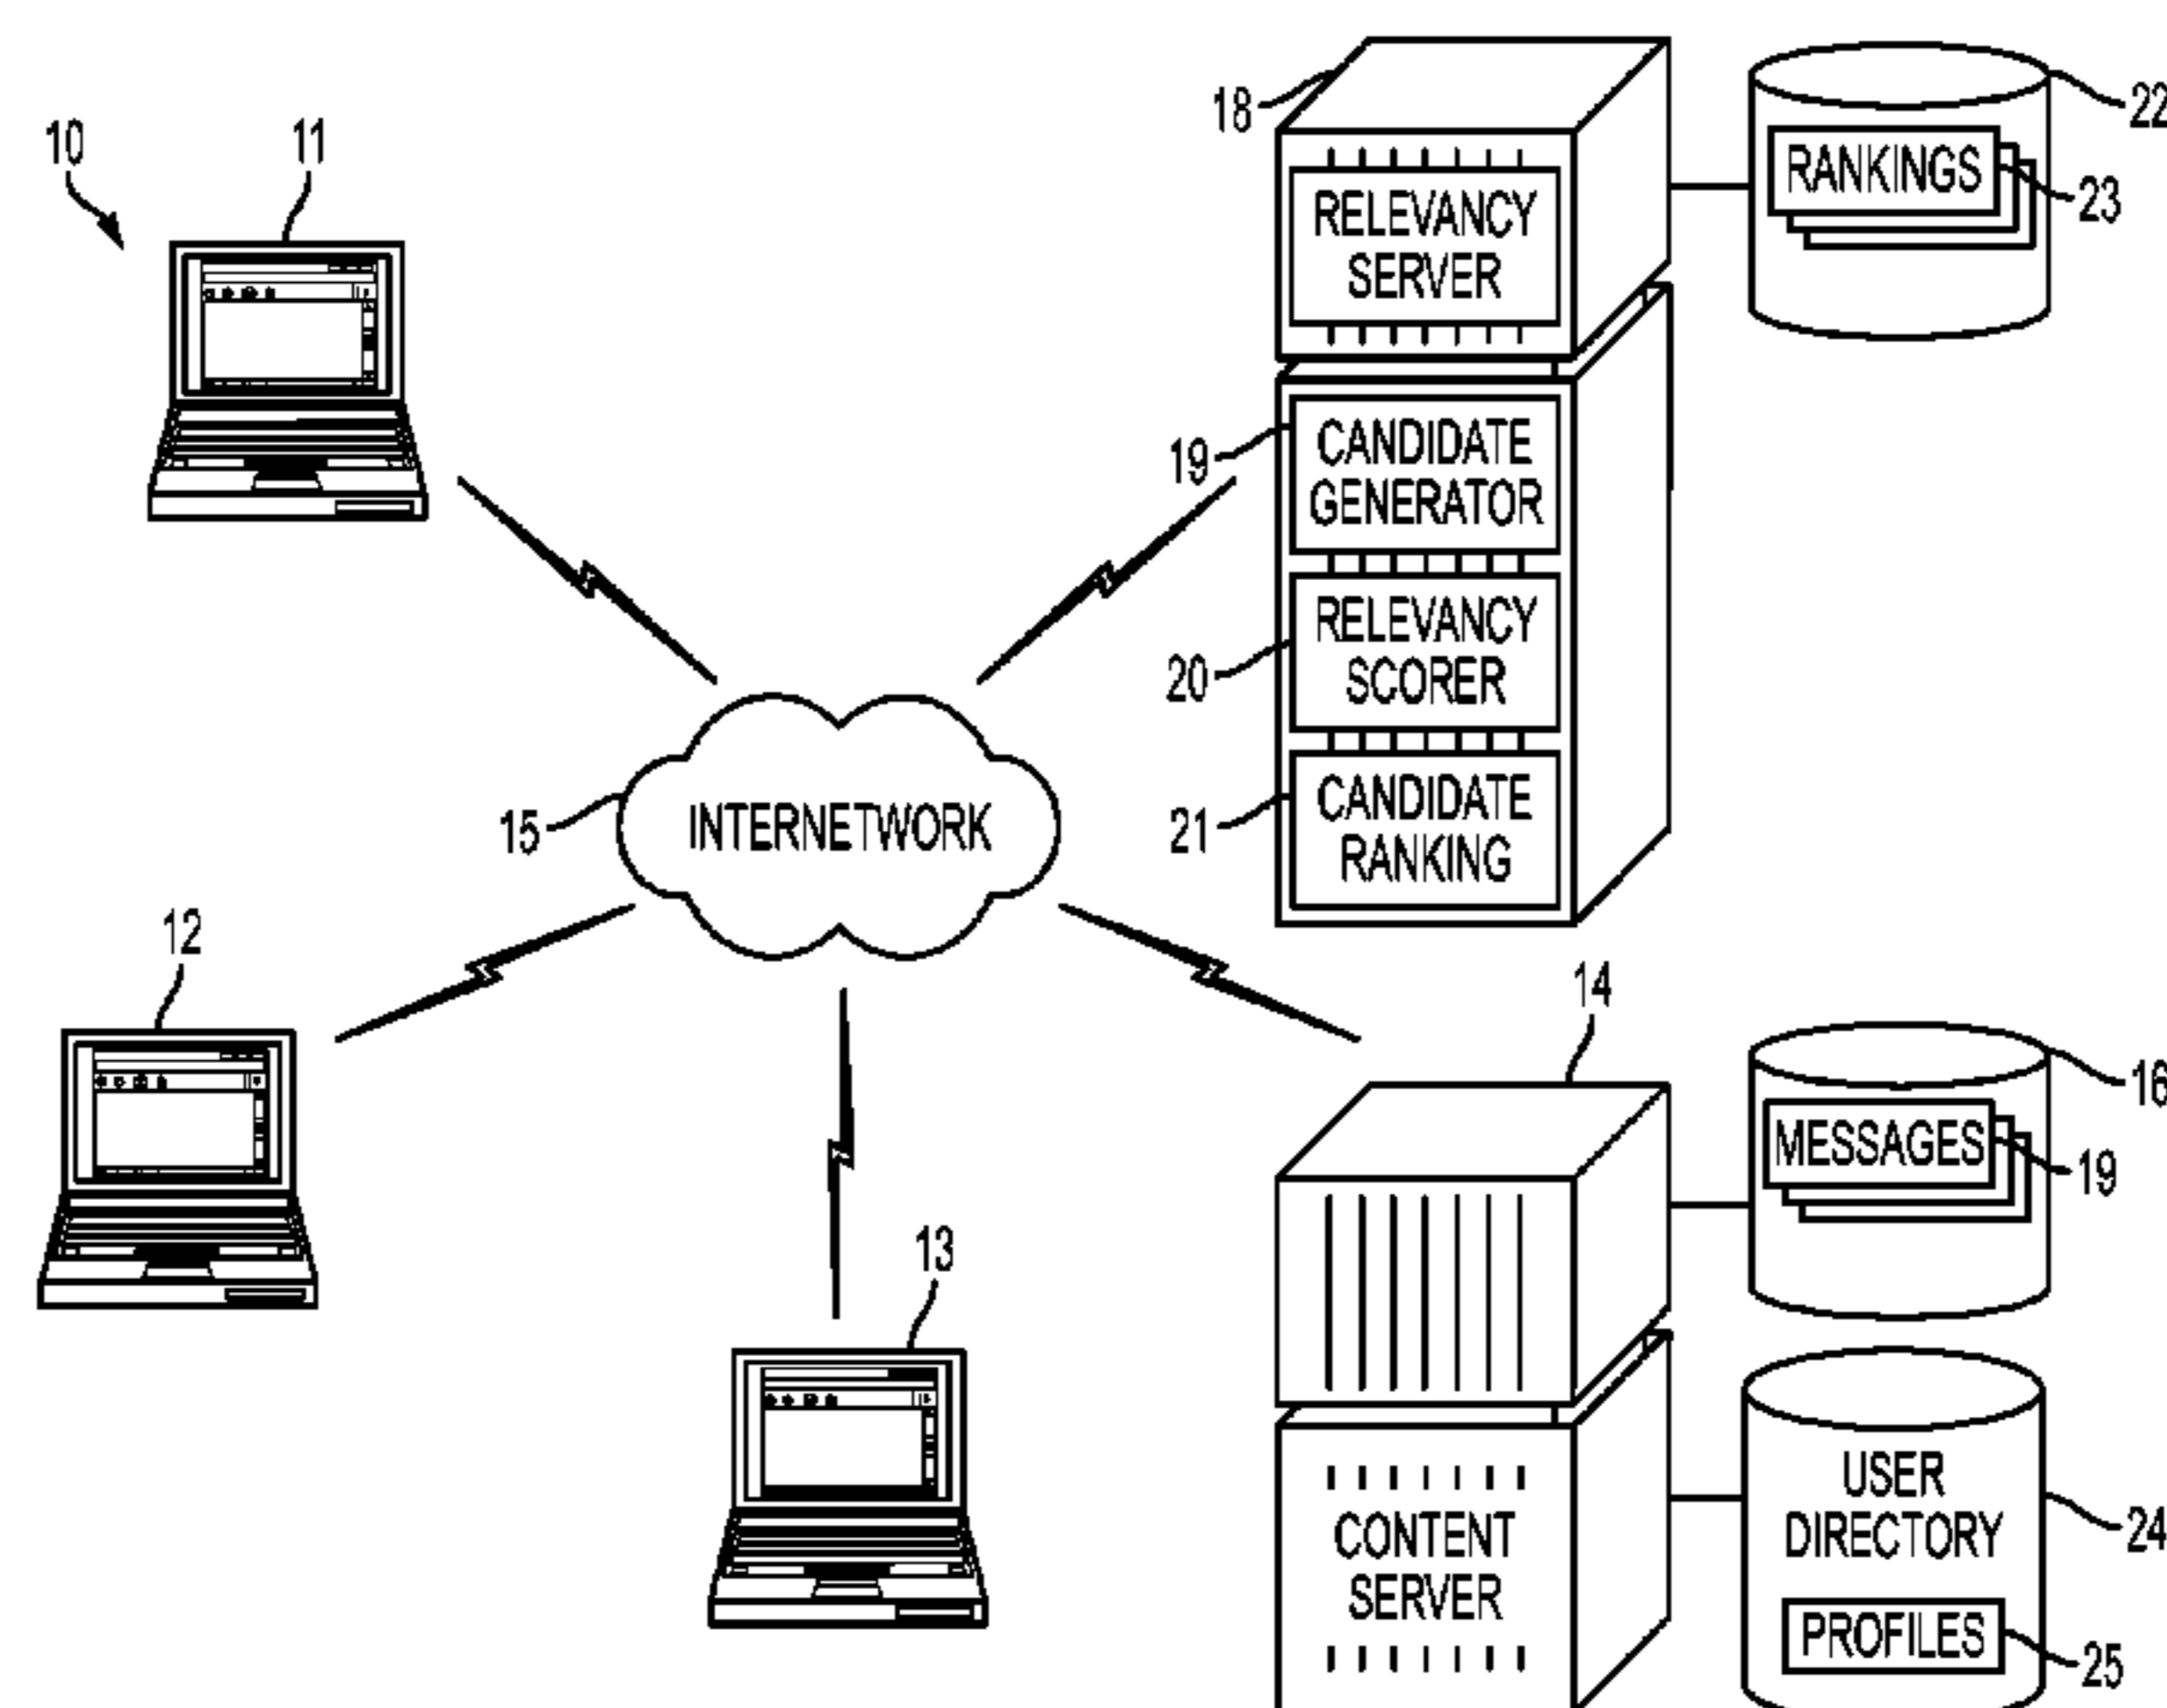 10
11
18
RELEVANCY
SERVER
22
RANKINGS
23
19
CANDIDATE
GENERATOR
20
RELEVANCY
SCORER
21
CANDIDATE
RANKING
15
INTERNETWORK
12
13
14
16
MESSAGES
19
CONTENT
SERVER
USER
DIRECTORY
24
PROFILES
25